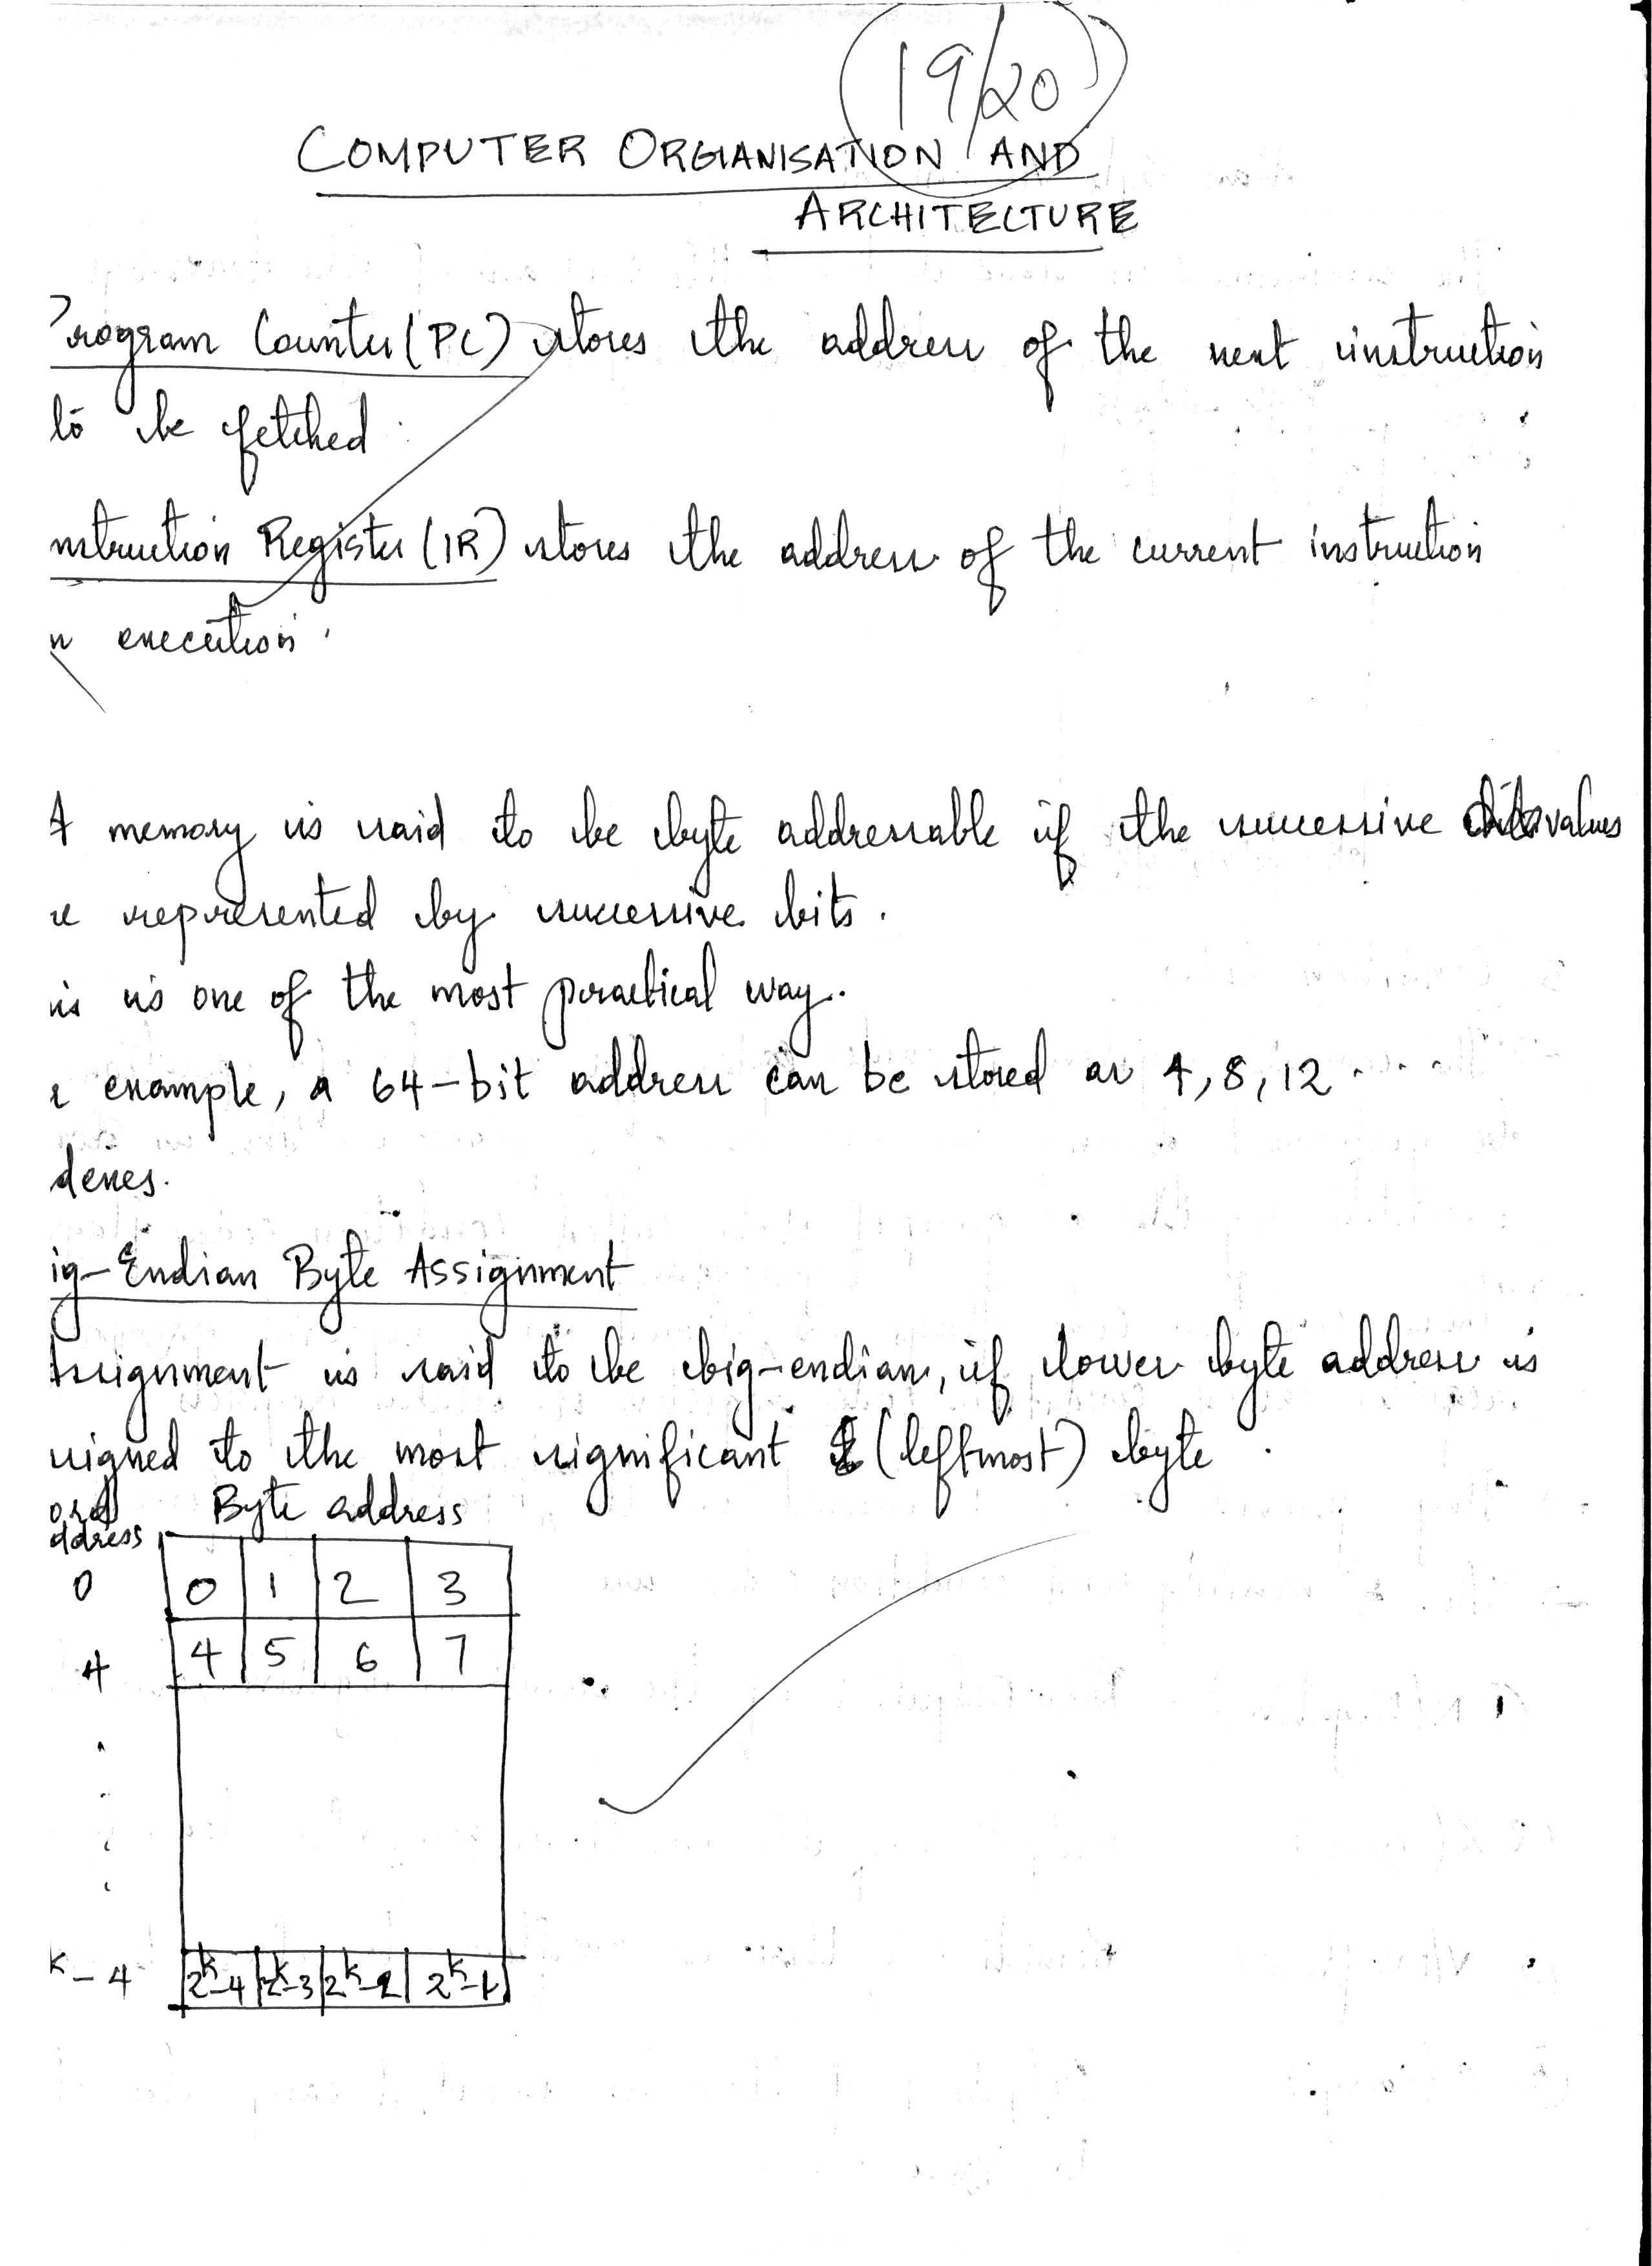 19/20
COMPUTER ORGANISATION AND
ARCHITECTURE
Program Counter (PC) stores the address of the next instruction
to be fetched
nstruction Register (IR) stores the address of the current instruction
n execution.
A memory is said to be byte addressable if the successive values
re represented by successive bits.
is is one of the most practical way.
r example, a 64-bit address can be stored as 4, 8, 12 .....
dresses.
ig-Endian Byte Assignment
Assignment is said to be big-endian, if lower byte address is
signed to the most significant (leftmost) byte.
ord Byte address
ddress
0 0 1 2 3
4 4 5 6 7
k-4 2^k-4 2^k-3 2^k-2 2^k-1